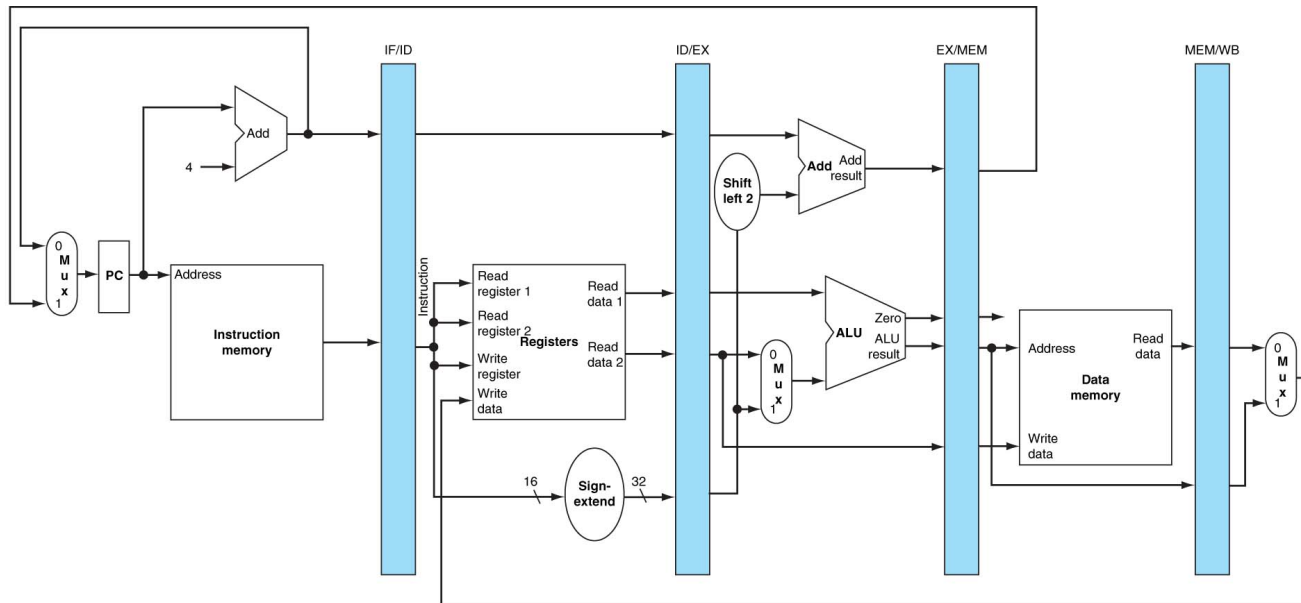 IF/ID
ID/EX
EX/MEM
MEM/WB
Add
4
Shift
left 2
Add
Add
result
0
M
u
x
1
PC
Address
Instruction
memory
Instruction
Read
register 1
Read
register 2
Write
register
Write
data
Registers
Read
data 1
Read
data 2
16
Sign-
extend
32
0
M
u
x
1
ALU
Zero
ALU
result
Address
Write
data
Data
memory
Read
data
0
M
u
x
1